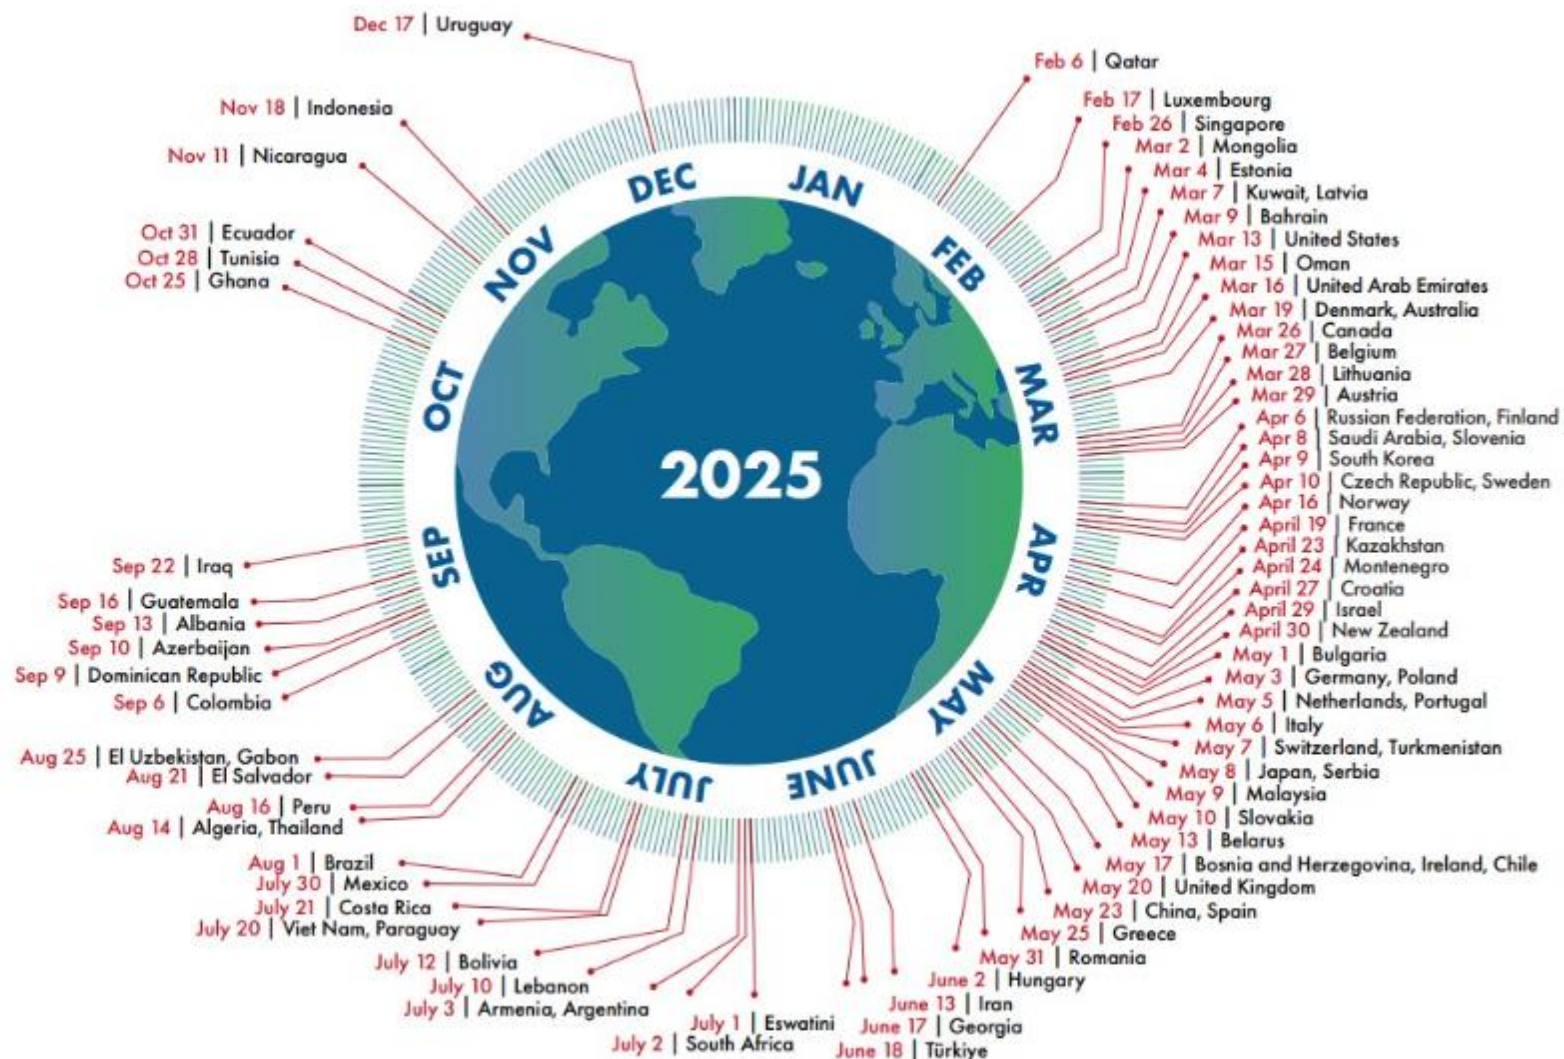 Dec 17 | Uruguay
Nov 18 | Indonesia
Nov 11 | Nicaragua
Oct 31 | Ecuador
Oct 28 | Tunisia
Oct 25 | Ghana
Sep 22 | Iraq
Sep 16 | Guatemala
Sep 13 | Albania
Sep 10 | Azerbaijan
Sep 9 | Dominican Republic
Sep 6 | Colombia
Aug 25 | El Uzbekistan, Gabon
Aug 21 | El Salvador
Aug 16 | Peru
Aug 14 | Algeria, Thailand
Aug 1 | Brazil
July 30 | Mexico
July 21 | Costa Rica
July 20 | Viet Nam, Paraguay
July 12 | Bolivia
July 10 | Lebanon
July 3 | Armenia, Argentina
July 2 | South Africa
July 1 | Eswatini
JAN
FEB
MAR
APR
MAY
JUNE
JULY
AUG
SEP
OCT
NOV
DEC
2025
Feb 6 | Qatar
Feb 17 | Luxembourg
Feb 26 | Singapore
Mar 2 | Mongolia
Mar 4 | Estonia
Mar 7 | Kuwait, Latvia
Mar 9 | Bahrain
Mar 13 | United States
Mar 15 | Oman
Mar 16 | United Arab Emirates
Mar 19 | Denmark, Australia
Mar 26 | Canada
Mar 27 | Belgium
Mar 28 | Lithuania
Mar 29 | Austria
Apr 6 | Russian Federation, Finland
Apr 8 | Saudi Arabia, Slovenia
Apr 9 | South Korea
Apr 10 | Czech Republic, Sweden
Apr 16 | Norway
April 19 | France
April 23 | Kazakhstan
April 24 | Montenegro
April 27 | Croatia
April 29 | Israel
April 30 | New Zealand
May 1 | Bulgaria
May 3 | Germany, Poland
May 5 | Netherlands, Portugal
May 6 | Italy
May 7 | Switzerland, Turkmenistan
May 8 | Japan, Serbia
May 9 | Malaysia
May 10 | Slovakia
May 13 | Belarus
May 17 | Bosnia and Herzegovina, Ireland, Chile
May 20 | United Kingdom
May 23 | China, Spain
May 25 | Greece
May 31 | Romania
June 2 | Hungary
June 13 | Iran
June 17 | Georgia
June 18 | Türkiye